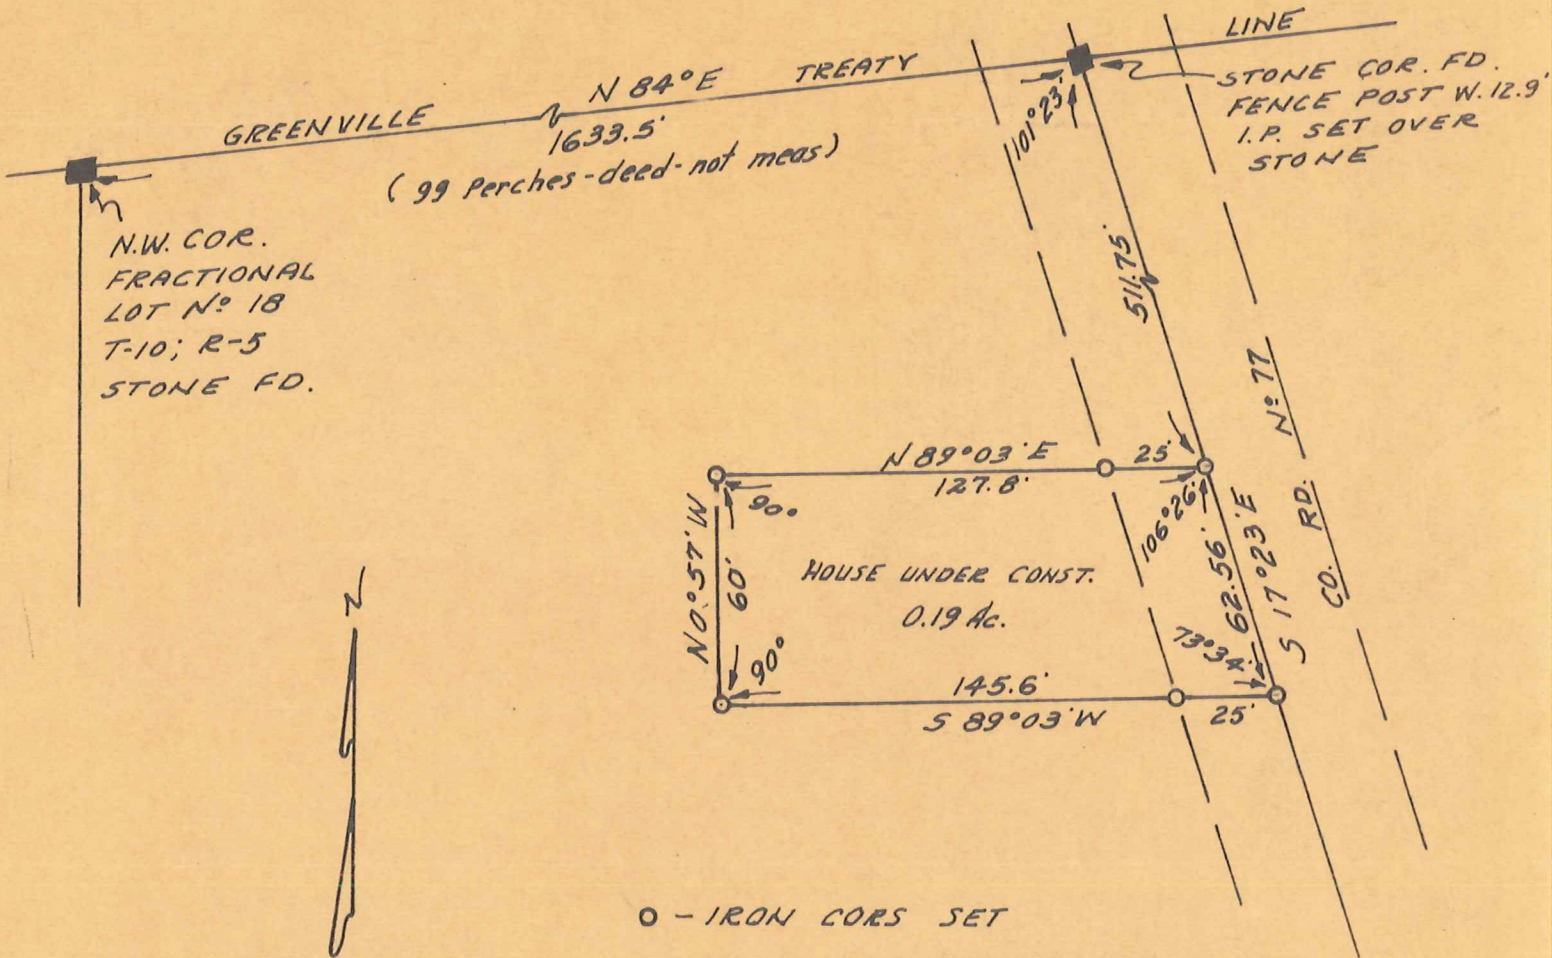 GREENVILLE N 84° E TREATY LINE
1633.5'
( 99 Perches-deed-not meas)
STONE COR. FD.
FENCE POST W. 12.9'
I.P. SET OVER
STONE
101°23'
N.W. COR.
FRACTIONAL
LOT Nº 18
T-10; R-5
STONE FD.
511.75'
CO. RD. Nº 77
N 89°03' E
127.8'
25'
90°
106°26'
N 0°57' W
60'
HOUSE UNDER CONST.
0.19 Ac.
S 17°23' E
62.56'
90°
73°34'
145.6'
S 89°03' W
25'
O - IRON CORS SET